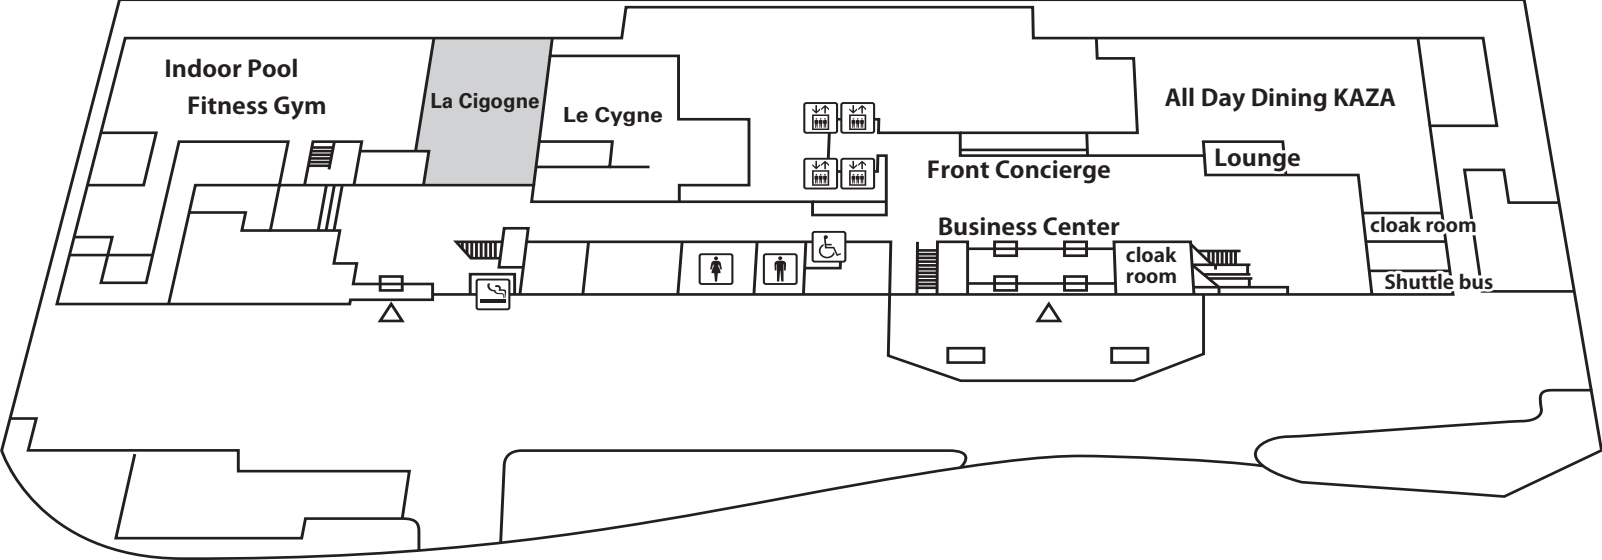 Indoor Pool
Fitness Gym
La Cigogne
Le Cygne
All Day Dining KAZA
Lounge
Front Concierge
Business Center
cloak
room
cloak room
Shuttle bus